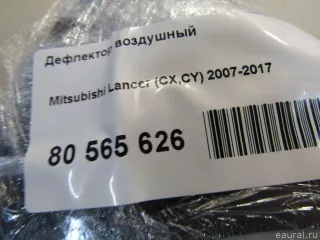 Дефлектор воздушный
Mitsubishi Lancer (CX,CY) 2007-2017
80 565 626
eaural.ru